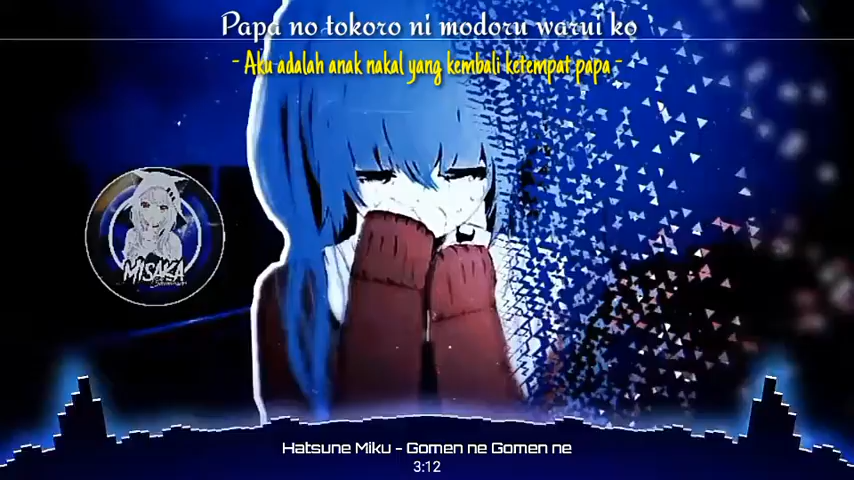 Papa no tokoro ni modoru warui ko
- Aku adalah anak nakal yang kembali ketempat papa -
MISAKA
Hatsune Miku - Gomen ne Gomen ne
3:12